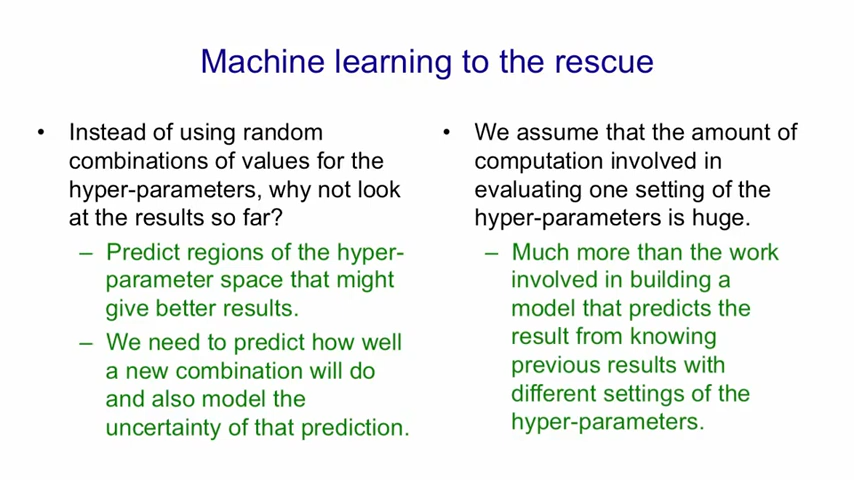 Machine learning to the rescue
• Instead of using random
combinations of values for the
hyper-parameters, why not look
at the results so far?
– Predict regions of the hyper-
parameter space that might
give better results.
– We need to predict how well
a new combination will do
and also model the
uncertainty of that prediction.
• We assume that the amount of
computation involved in
evaluating one setting of the
hyper-parameters is huge.
– Much more than the work
involved in building a
model that predicts the
result from knowing
previous results with
different settings of the
hyper-parameters.